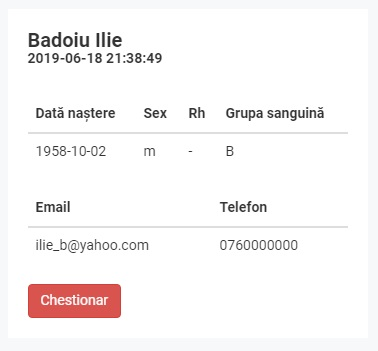 Badoiu Ilie
2019-06-18 21:38:49
Dată naștere Sex Rh Grupa sanguină
1958-10-02 m - B
Email Telefon
ilie_b@yahoo.com 0760000000
Chestionar